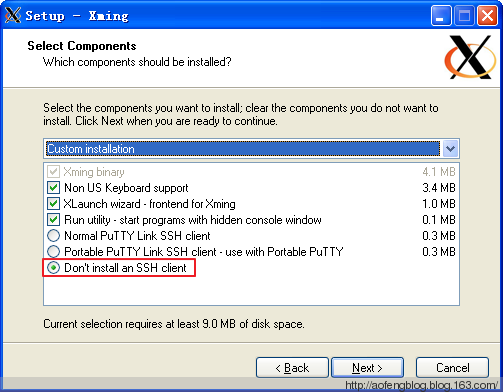 Setup - Xming
Select Components
Which components should be installed?
Select the components you want to install; clear the components you do not want to
install. Click Next when you are ready to continue.
Custom installation
Xming binary 4.1 MB
Non US Keyboard support 3.4 MB
XLaunch wizard - frontend for Xming 1.0 MB
Run utility - start programs with hidden console window 0.1 MB
Normal PuTTY Link SSH client 0.3 MB
Portable PuTTY Link SSH client - use with Portable PuTTY 0.3 MB
Don't install an SSH client
Current selection requires at least 9.0 MB of disk space.
< Back Next > Cancel
http://aofengblog.blog.163.com/